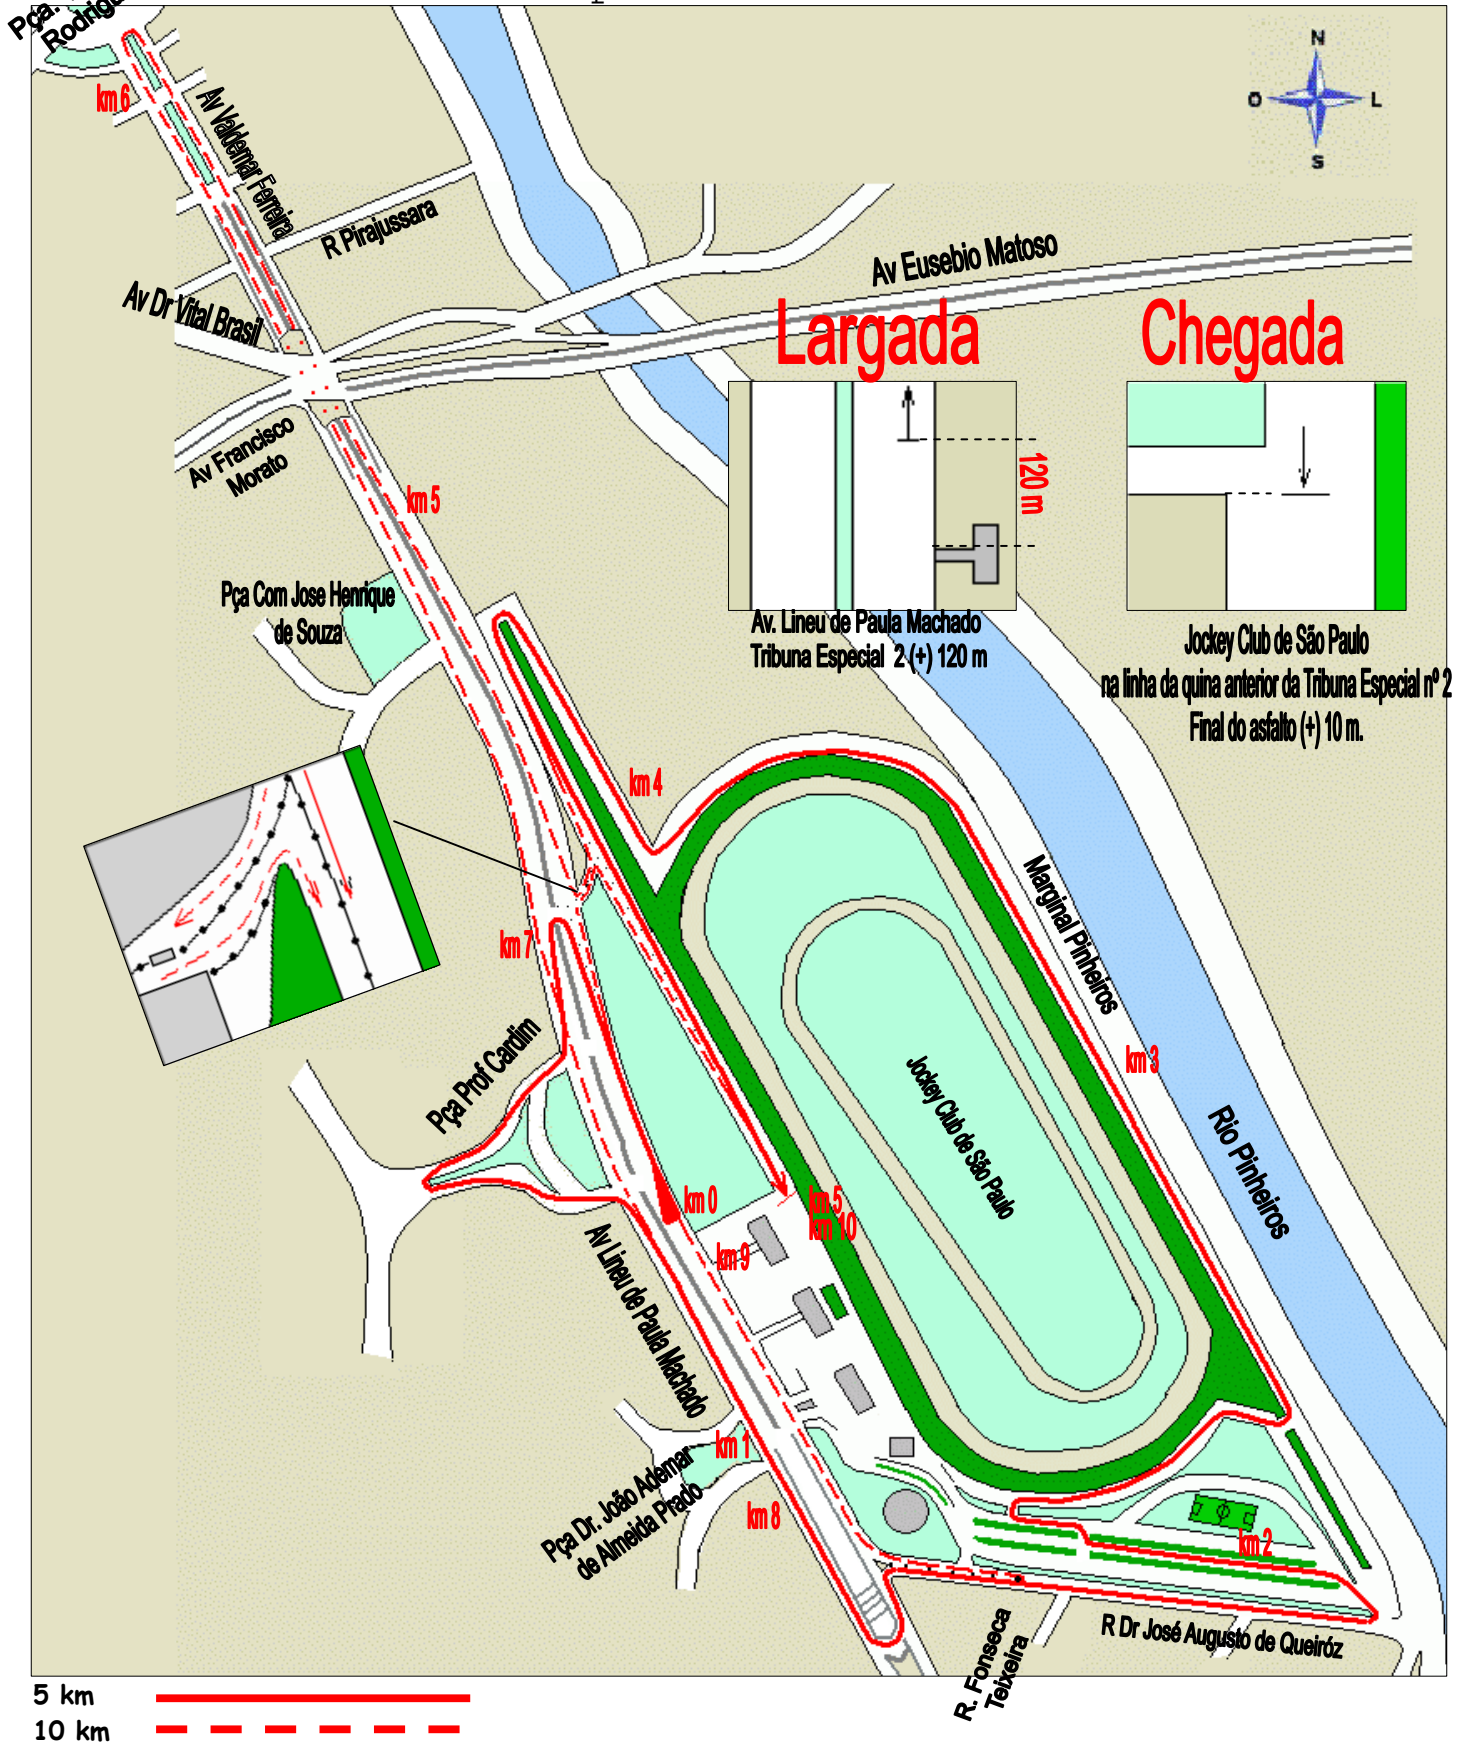 Pça.
km 6
Av Valdemar Ferreira
R Pirajussara
Av Dr Vital Brasil
Av Eusebio Matoso
N
O
L
S
Largada
Chegada
120 m
Av Francisco
Morato
km 5
Av. Lineu de Paula Machado
Tribuna Especial 2 (+) 120 m
Jockey Club de São Paulo
na linha da quina anterior da Tribuna Especial nº 2
Final do asfalto (+) 10 m.
Pça Com Jose Henrique
de Souza
km 4
Marginal Pinheiros
km 7
km 3
Pça Prof Cardim
Jockey Club de São Paulo
Rio Pinheiros
km 0
km 5
km 10
km 9
Av Lineu de Paula Machado
km 1
Pça Dr. João Ademar
de Almeida Prado
km 8
km 2
R. Fonseca
Teixeira
R Dr José Augusto de Queiróz
5 km
10 km